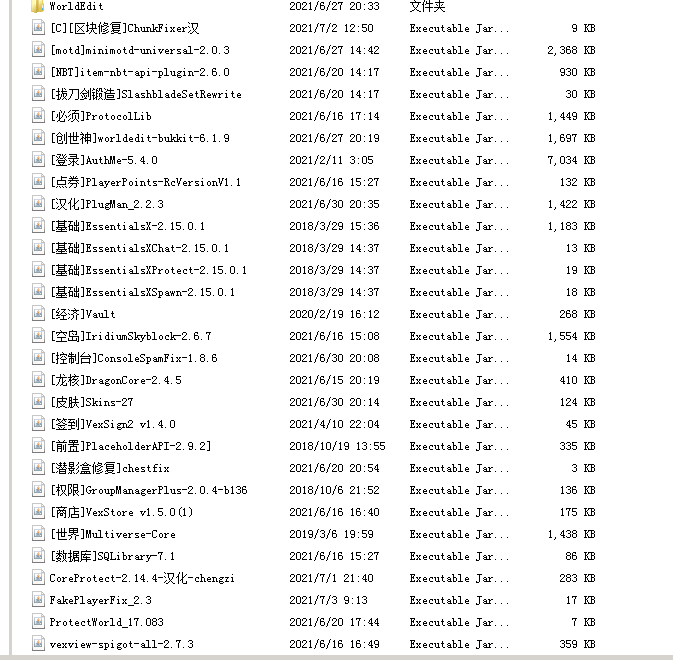 WorldEdit 2021/6/27 20:33 文件夹
[C][区块修复]ChunkFixer汉 2021/7/2 12:50 Executable Jar... 9 KB
[motd]minimotd-universal-2.0.3 2021/6/27 14:42 Executable Jar... 2,368 KB
[NBT]item-nbt-api-plugin-2.6.0 2021/6/20 14:17 Executable Jar... 930 KB
[拔刀剑锻造]SlashbladeSetRewrite 2021/6/20 14:17 Executable Jar... 30 KB
[必须]ProtocolLib 2021/6/16 17:14 Executable Jar... 1,449 KB
[创世神]worldedit-bukkit-6.1.9 2021/6/27 20:19 Executable Jar... 1,697 KB
[登录]AuthMe-5.4.0 2021/2/11 3:05 Executable Jar... 7,034 KB
[点券]PlayerPoints-RcVersionV1.1 2021/6/16 15:27 Executable Jar... 132 KB
[汉化]PlugMan_2.2.3 2021/6/30 20:35 Executable Jar... 1,422 KB
[基础]EssentialsX-2.15.0.1 2018/3/29 15:36 Executable Jar... 1,183 KB
[基础]EssentialsXChat-2.15.0.1 2018/3/29 14:37 Executable Jar... 13 KB
[基础]EssentialsXProtect-2.15.0.1 2018/3/29 14:37 Executable Jar... 19 KB
[基础]EssentialsXSpawn-2.15.0.1 2018/3/29 14:37 Executable Jar... 18 KB
[经济]Vault 2020/2/19 16:12 Executable Jar... 268 KB
[空岛]IridiumSkyblock-2.6.7 2021/6/16 15:08 Executable Jar... 1,554 KB
[控制台]ConsoleSpamFix-1.8.6 2021/6/30 20:08 Executable Jar... 14 KB
[龙核]DragonCore-2.4.5 2021/6/15 20:19 Executable Jar... 410 KB
[皮肤]Skins-27 2021/6/30 20:14 Executable Jar... 124 KB
[签到]VexSign2 v1.4.0 2021/4/10 22:04 Executable Jar... 45 KB
[前置]PlaceholderAPI-2.9.2] 2018/10/19 13:55 Executable Jar... 335 KB
[潜影盒修复]chestfix 2021/6/20 20:54 Executable Jar... 3 KB
[权限]GroupManagerPlus-2.0.4-b136 2018/10/6 21:52 Executable Jar... 136 KB
[商店]VexStore v1.5.0(1) 2021/6/16 16:40 Executable Jar... 175 KB
[世界]Multiverse-Core 2019/3/6 19:59 Executable Jar... 1,438 KB
[数据库]SQLibrary-7.1 2021/6/16 15:27 Executable Jar... 86 KB
CoreProtect-2.14.4-汉化-chengzi 2021/7/1 21:40 Executable Jar... 283 KB
FakePlayerFix_2.3 2021/7/3 9:13 Executable Jar... 17 KB
ProtectWorld_17.083 2021/6/20 17:44 Executable Jar... 7 KB
vexview-spigot-all-2.7.3 2021/6/16 16:49 Executable Jar... 359 KB